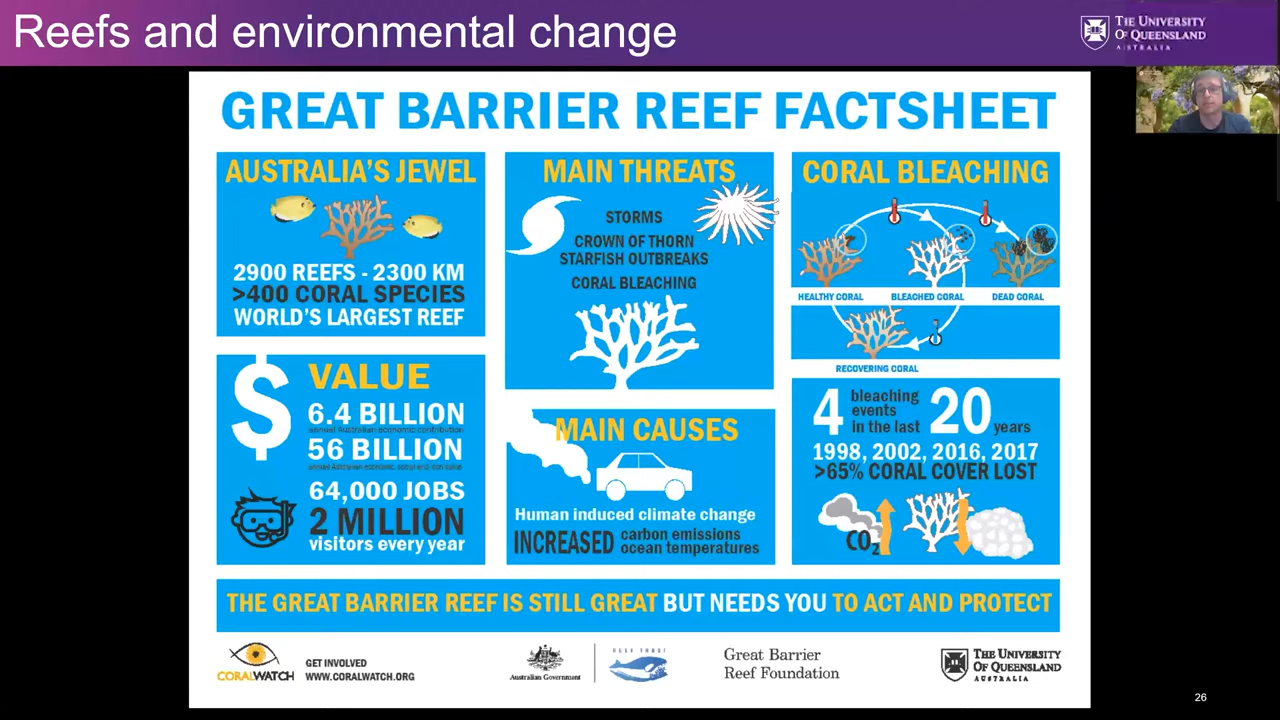 Reefs and environmental change
THE UNIVERSITY
OF QUEENSLAND
AUSTRALIA
GREAT BARRIER REEF FACTSHEET
AUSTRALIA'S JEWEL
2900 REEFS - 2300 KM
>400 CORAL SPECIES
WORLD'S LARGEST REEF
$
VALUE
6.4 BILLION
annual Australian economic contribution
56 BILLION
64,000 JOBS
2 MILLION
visitors every year
MAIN THREATS
STORMS
CROWN OF THORN
STARFISH OUTBREAKS
CORAL BLEACHING
MAIN CAUSES
Human induced climate change
INCREASED carbon emissions
ocean temperatures
CORAL BLEACHING
HEALTHY CORAL
BLEACHED CORAL
DEAD CORAL
RECOVERING CORAL
4 bleaching
events
in the last 20 years
1998, 2002, 2016, 2017
>65% CORAL COVER LOST
CO2
THE GREAT BARRIER REEF IS STILL GREAT BUT NEEDS YOU TO ACT AND PROTECT
CORALWATCH
GET INVOLVED
WWW.CORALWATCH.ORG
Australian Government
Great Barrier
Reef Foundation
THE UNIVERSITY
OF QUEENSLAND
AUSTRALIA
26